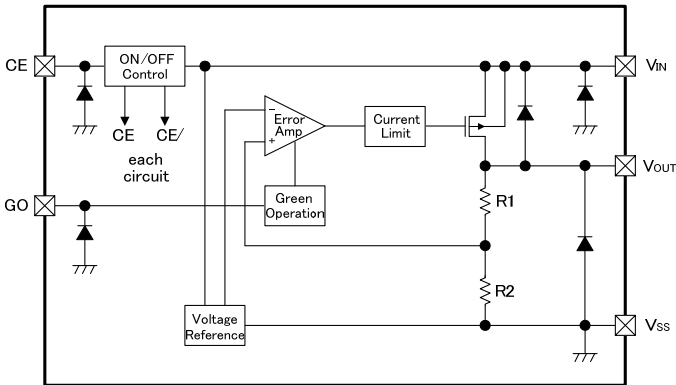 CE
ON/OFF
Control
VIN
CE
CE/
each
circuit
−
Error
Amp
+
Current
Limit
VOUT
GO
Green
Operation
R1
R2
Voltage
Reference
VSS